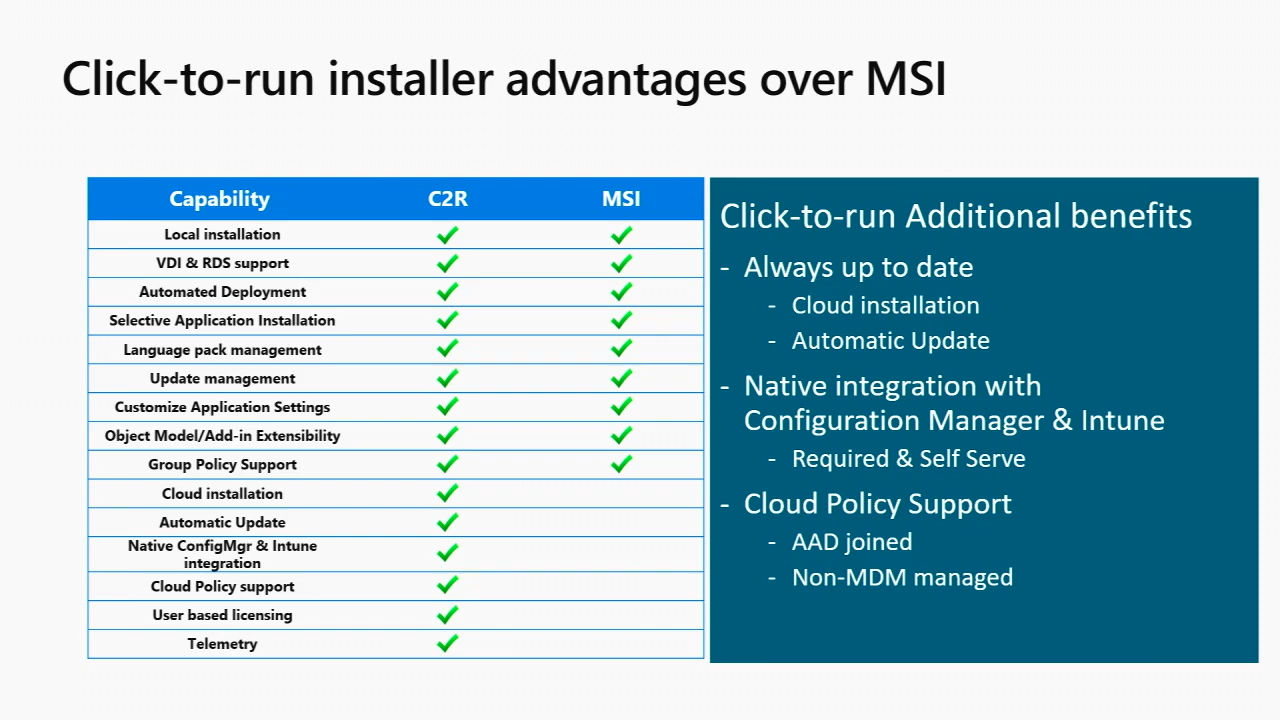 Click-to-run installer advantages over MSI
Capability C2R MSI
Local installation
VDI & RDS support
Automated Deployment
Selective Application Installation
Language pack management
Update management
Customize Application Settings
Object Model/Add-in Extensibility
Group Policy Support
Cloud installation
Automatic Update
Native ConfigMgr & Intune
integration
Cloud Policy support
User based licensing
Telemetry
Click-to-run Additional benefits
- Always up to date
- Cloud installation
- Automatic Update
- Native integration with
Configuration Manager & Intune
- Required & Self Serve
- Cloud Policy Support
- AAD joined
- Non-MDM managed